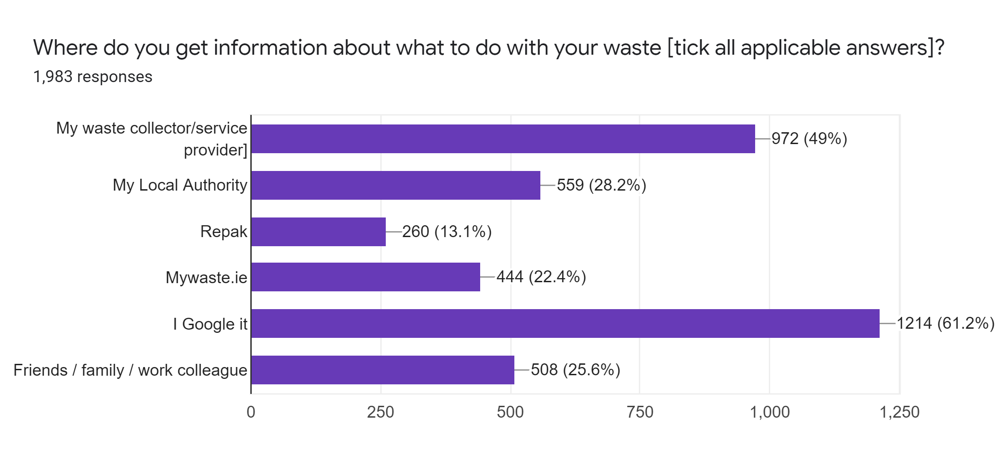 Where do you get information about what to do with your waste [tick all applicable answers]?
1,983 responses
My waste collector/service
provider]
972 (49%)
My Local Authority
559 (28.2%)
Repak
260 (13.1%)
Mywaste.ie
444 (22.4%)
I Google it
1214 (61.2%)
Friends / family / work colleague
508 (25.6%)
0
250
500
750
1,000
1,250